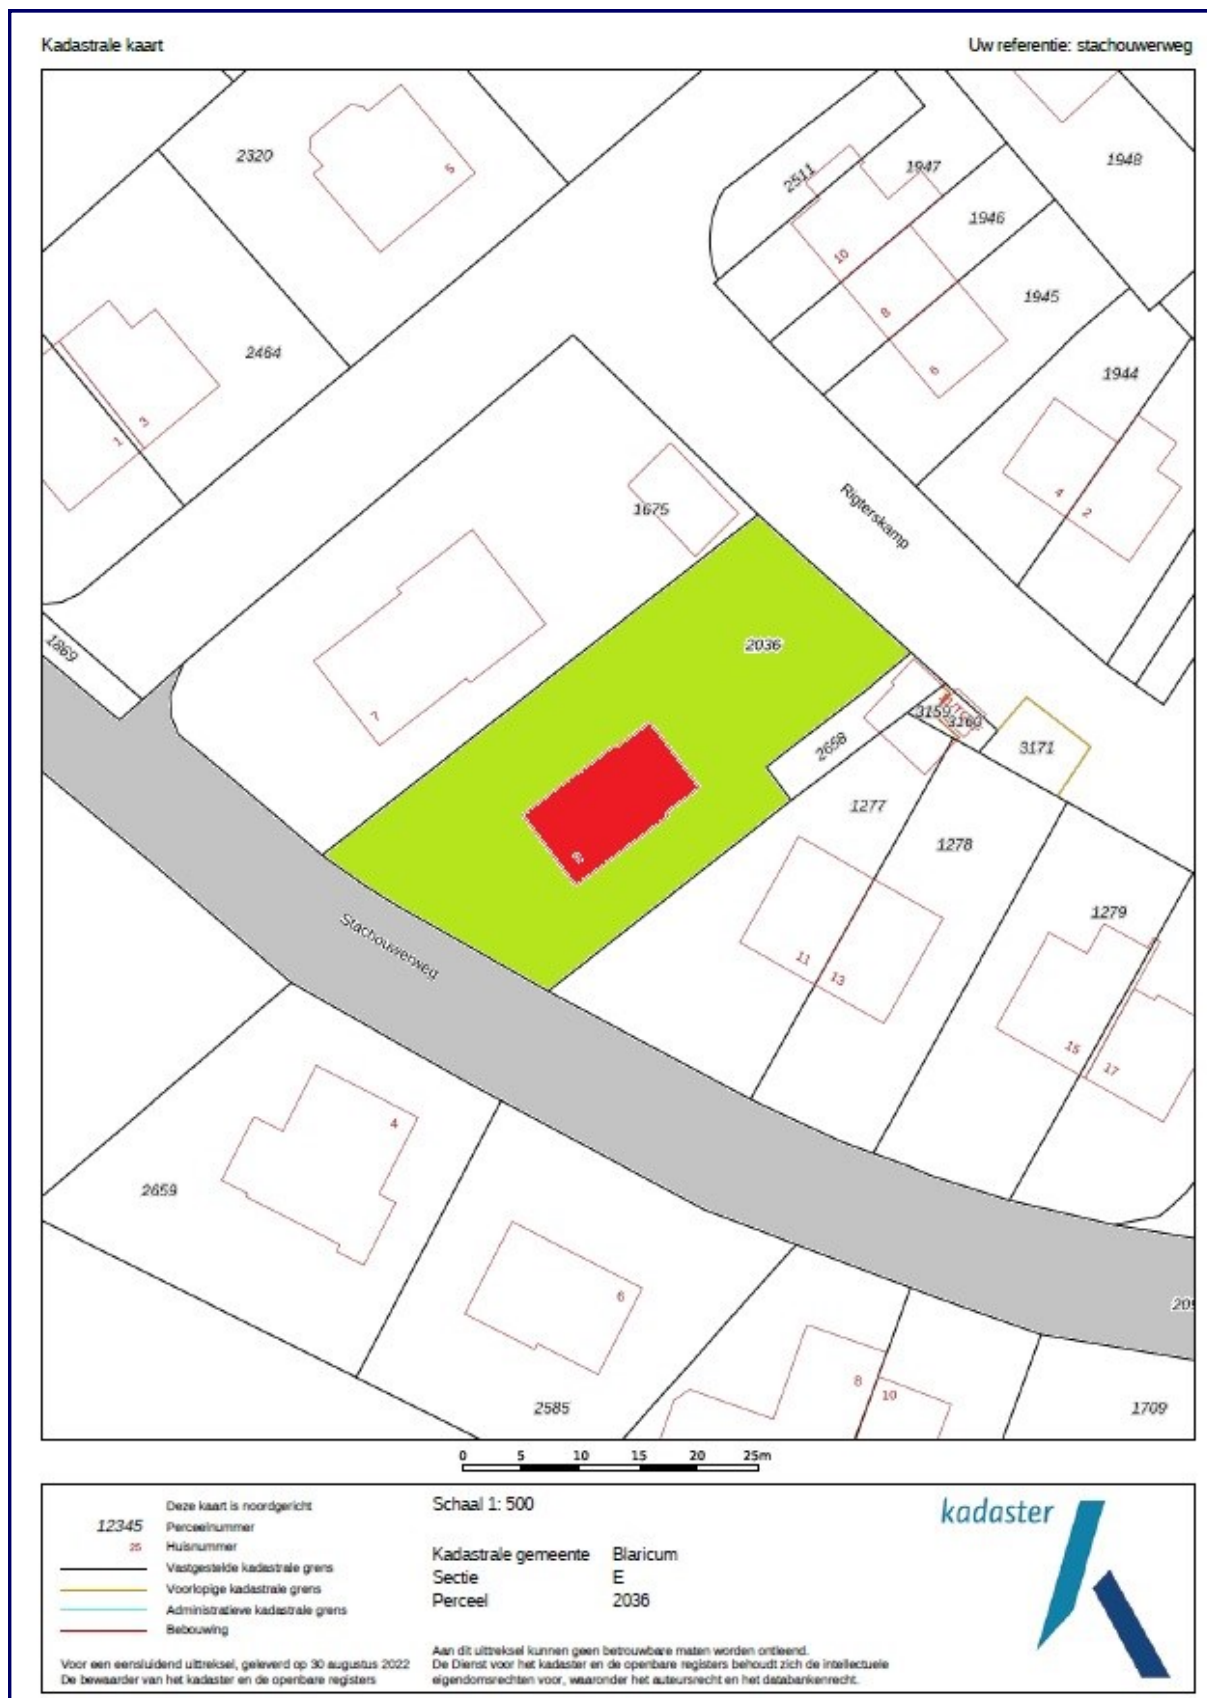 Kadastrale kaart
Uw referentie: stachouwerweg
2320
5
2511
1947
1948
1946
10
8
1945
6
2464
3
1
1944
4
2
Rigterskamp
1675
7
2036
1869
3159
3160
3171
2658
1277
1278
1279
Stachouwerweg
11
13
15
17
4
2659
6
2585
8
10
1709
0 5 10 15 20 25m
Deze kaart is noordgericht
12345 Perceelnummer
25 Huisnummer
Vastgestelde kadastrale grens
Voorlopige kadastrale grens
Administratieve kadastrale grens
Bebouwing
Voor een eensluidend uittreksel, geleverd op 30 augustus 2022
De bewaarder van het kadaster en de openbare registers
Schaal 1: 500
Kadastrale gemeente Blaricum
Sectie E
Perceel 2036
Aan dit uittreksel kunnen geen betrouwbare maten worden ontleend.
De Dienst voor het kadaster en de openbare registers behoudt zich de intellectuele
eigendomsrechten voor, waaronder het auteursrecht en het databankenrecht.
kadaster